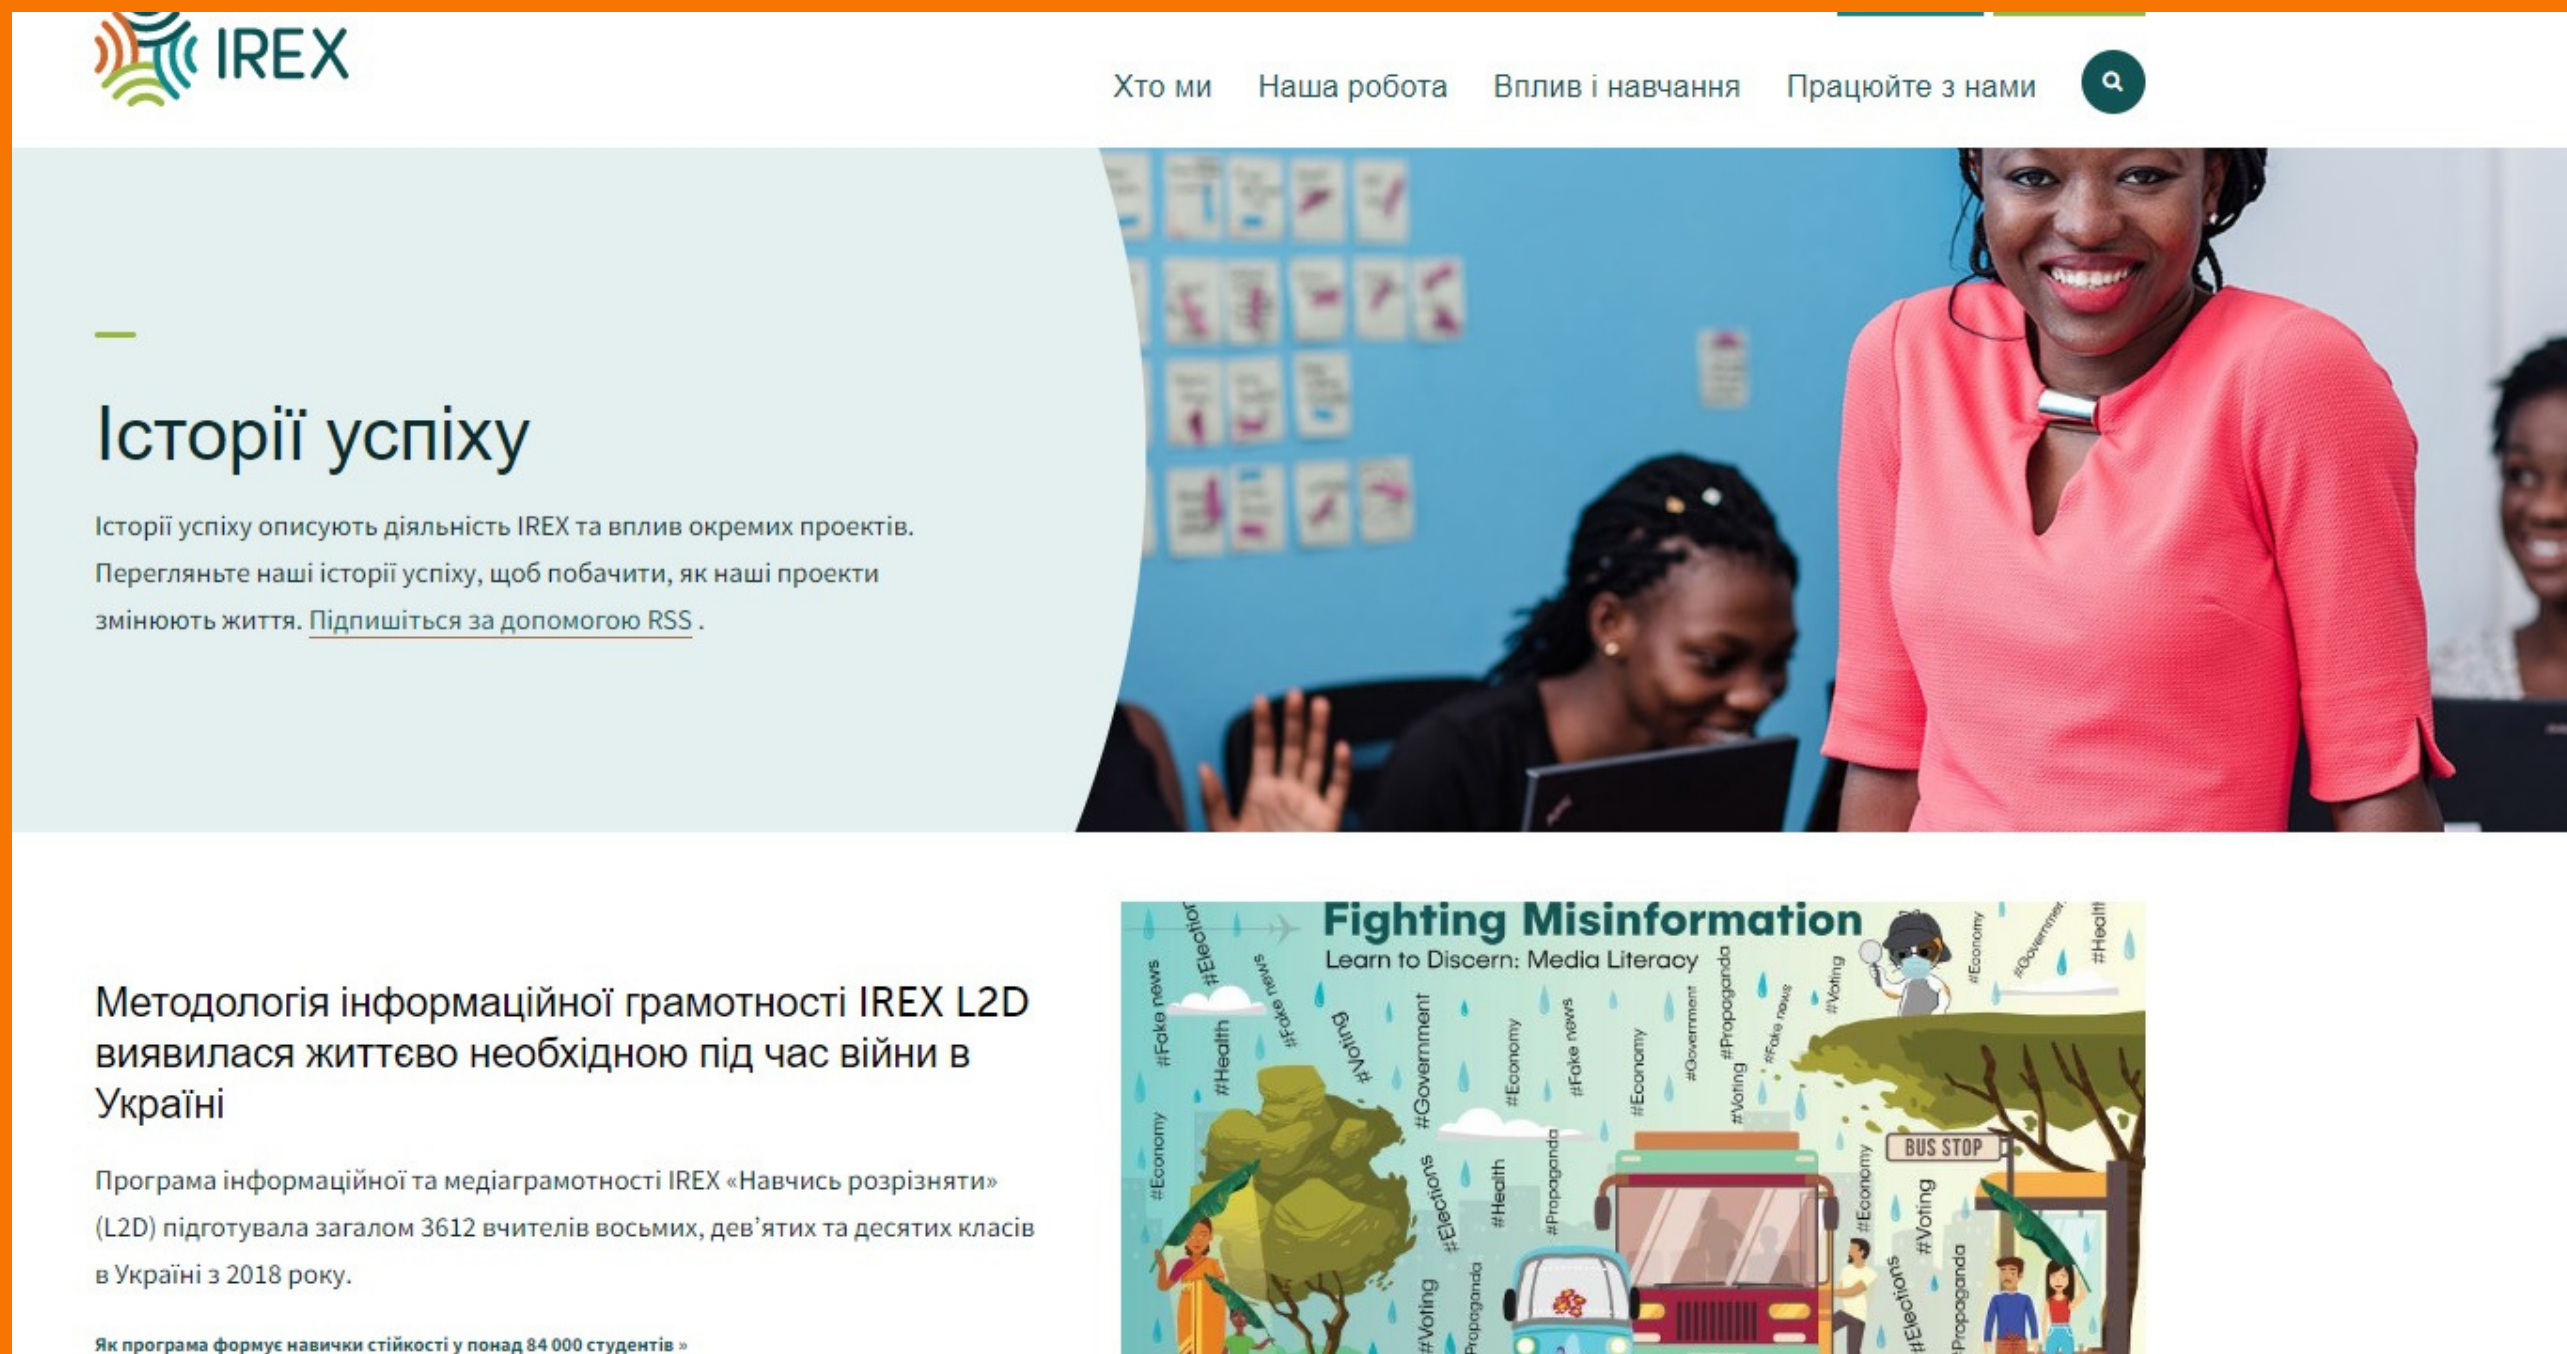 IREX
Хто ми Наша робота Вплив і навчання Працюйте з нами
Історії успіху
Історії успіху описують діяльність IREX та вплив окремих проектів.
Перегляньте наші історії успіху, щоб побачити, як наші проекти
змінюють життя. Підпишіться за допомогою RSS .
Методологія інформаційної грамотності IREX L2D
виявилася життєво необхідною під час війни в
Україні
Програма інформаційної та медіаграмотності IREX «Навчись розрізняти»
(L2D) підготувала загалом 3612 вчителів восьмих, дев’ятих та десятих класів
в Україні з 2018 року.
Як програма формує навички стійкості у понад 84 000 студентів »
Fighting Misinformation
Learn to Discern: Media Literacy
#Fake news
#Health
#Fake news
#Voting
#Government
#Economy
#Fake news
#Economy
#Government
#Propaganda
#Voting
#Fake news
#Voting
#Economy
#Economy
#Elections
#Health
#Propaganda
#Voting
BUS STOP
#Economy
#Voting
#Elections
#Propaganda